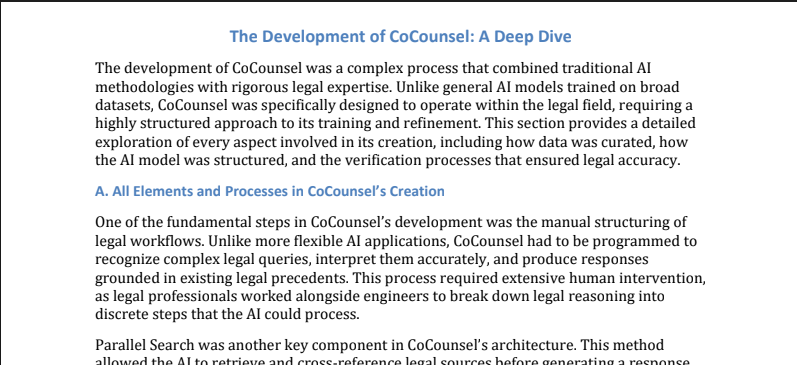 The Development of CoCounsel: A Deep Dive
The development of CoCounsel was a complex process that combined traditional AI
methodologies with rigorous legal expertise. Unlike general AI models trained on broad
datasets, CoCounsel was specifically designed to operate within the legal field, requiring a
highly structured approach to its training and refinement. This section provides a detailed
exploration of every aspect involved in its creation, including how data was curated, how
the AI model was structured, and the verification processes that ensured legal accuracy.
A. All Elements and Processes in CoCounsel’s Creation
One of the fundamental steps in CoCounsel’s development was the manual structuring of
legal workflows. Unlike more flexible AI applications, CoCounsel had to be programmed to
recognize complex legal queries, interpret them accurately, and produce responses
grounded in existing legal precedents. This process required extensive human intervention,
as legal professionals worked alongside engineers to break down legal reasoning into
discrete steps that the AI could process.
Parallel Search was another key component in CoCounsel’s architecture. This method
allowed the AI to retrieve and cross-reference legal sources before generating a response